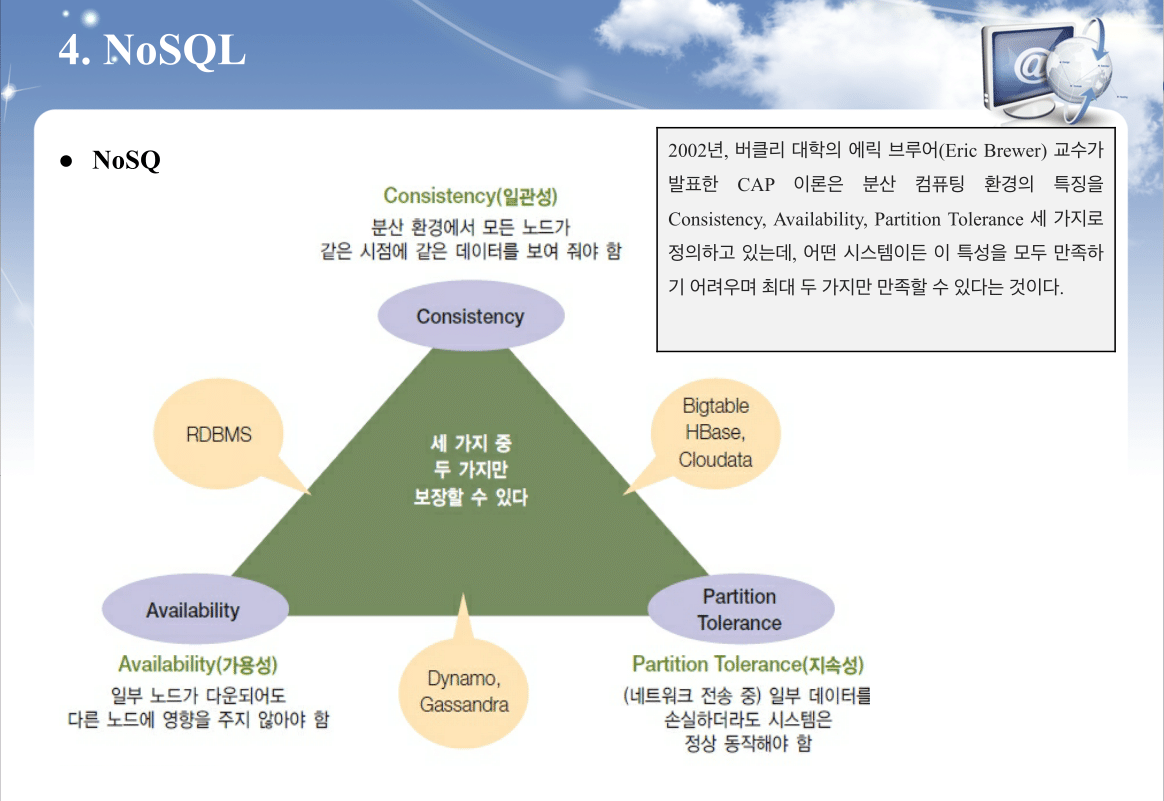 4. NoSQL
● NoSQ
2002년, 버클리 대학의 에릭 브루어(Eric Brewer) 교수가
발표한 CAP 이론은 분산 컴퓨팅 환경의 특징을
Consistency, Availability, Partition Tolerance 세 가지로
정의하고 있는데, 어떤 시스템이든 이 특성을 모두 만족하
기 어려우며 최대 두 가지만 만족할 수 있다는 것이다.
Consistency(일관성)
분산 환경에서 모든 노드가
같은 시점에 같은 데이터를 보여 줘야 함
Consistency
RDBMS
Bigtable
HBase,
Cloudata
세 가지 중
두 가지만
보장할 수 있다
Availability
Partition
Tolerance
Availability(가용성)
일부 노드가 다운되어도
다른 노드에 영향을 주지 않아야 함
Dynamo,
Gassandra
Partition Tolerance(지속성)
(네트워크 전송 중) 일부 데이터를
손실하더라도 시스템은
정상 동작해야 함
@